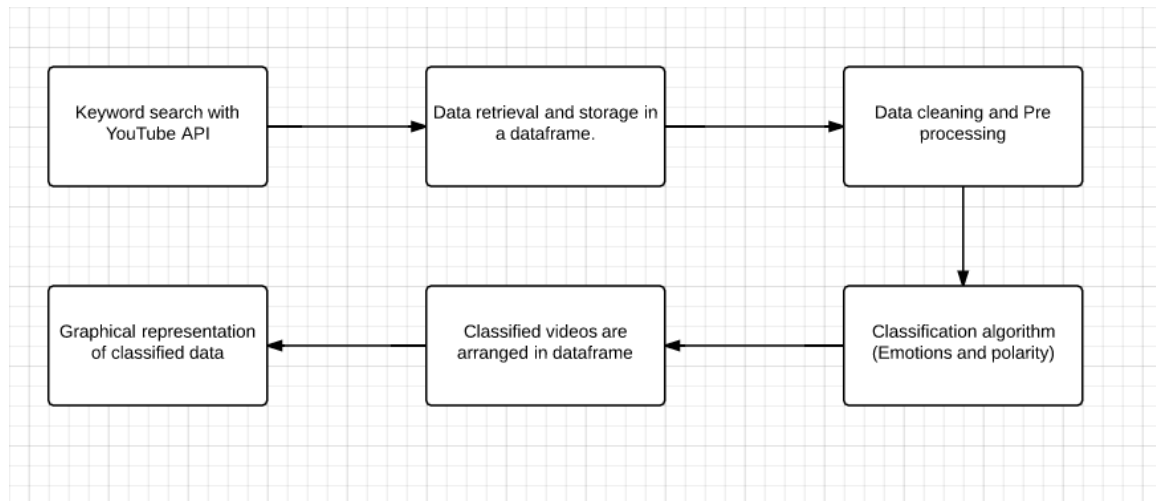 Keyword search with
YouTube API
Data retrieval and storage in
a dataframe.
Data cleaning and Pre
processing
Classification algorithm
(Emotions and polarity)
Classified videos are
arranged in dataframe
Graphical representation
of classified data